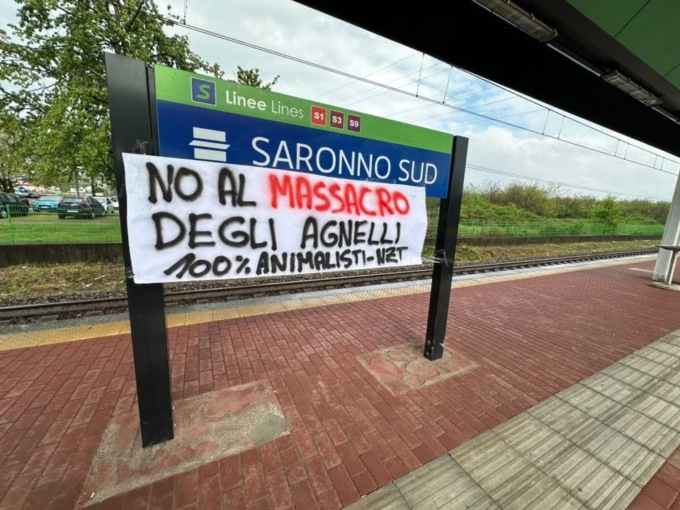 S Linee Lines S1 S3 S9
SARONNO SUD
NO AL MASSACRO
DEGLI AGNELLI
100% ANIMALISTI-NZT